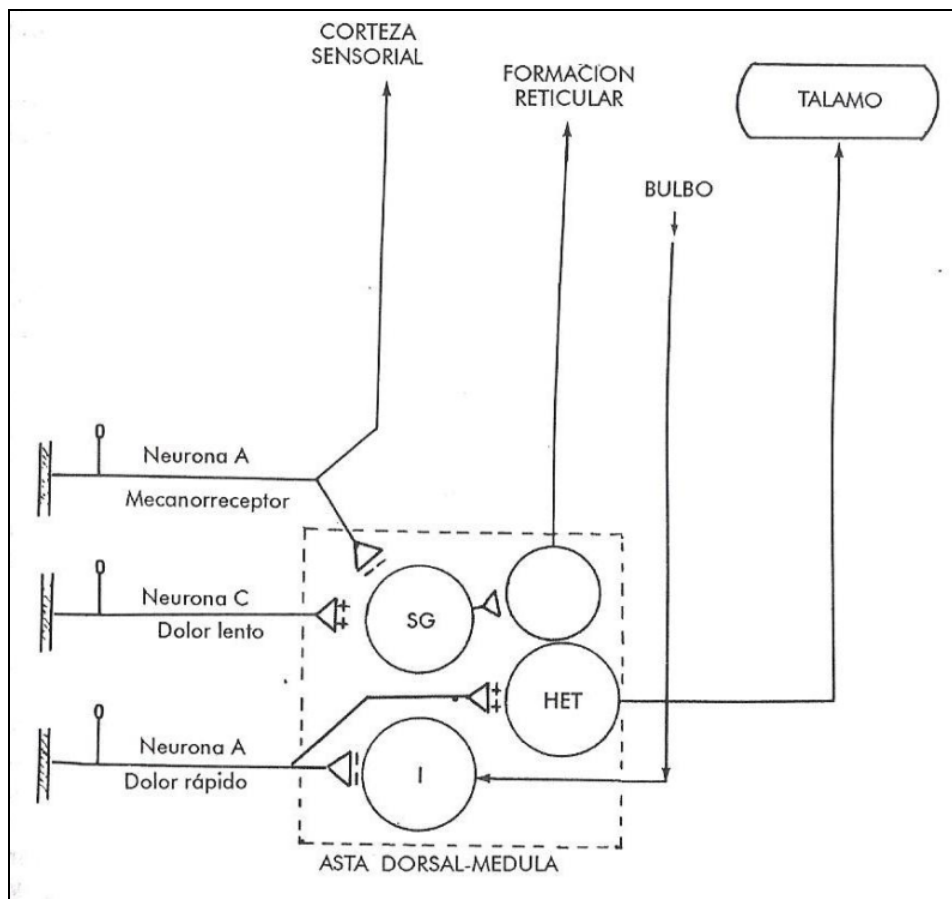 CORTEZA
SENSORIAL
FORMACION
RETICULAR
TALAMO
BULBO
Neurona A
Mecanorreceptor
Neurona C
Dolor lento
SG
HET
Neurona A
Dolor rápido
I
ASTA DORSAL-MEDULA